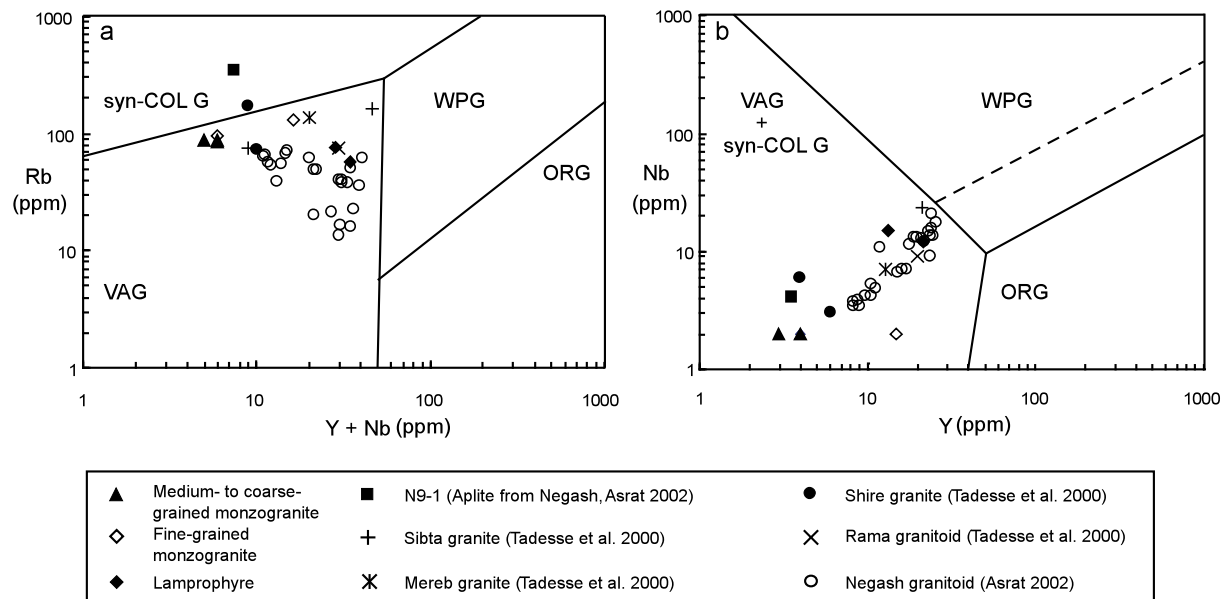 a
1000
100
10
1
Rb
(ppm)
syn-COL G
WPG
ORG
VAG
1 10 100 1000
Y + Nb (ppm)
b
1000
100
10
1
Nb
(ppm)
VAG
+
syn-COL G
WPG
ORG
1 10 100 1000
Y (ppm)
Medium- to coarse-
grained monzogranite
Fine-grained
monzogranite
Lamprophyre
N9-1 (Aplite from Negash, Asrat 2002)
Sibta granite (Tadesse et al. 2000)
Mereb granite (Tadesse et al. 2000)
Shire granite (Tadesse et al. 2000)
Rama granitoid (Tadesse et al. 2000)
Negash granitoid (Asrat 2002)